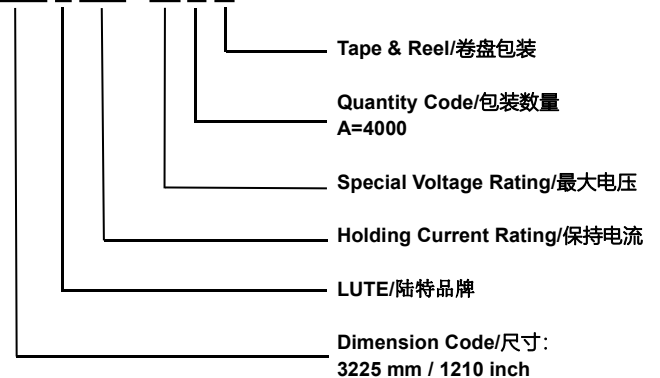 Tape & Reel/卷盘包装
Quantity Code/包装数量
A=4000
Special Voltage Rating/最大电压
Holding Current Rating/保持电流
LUTE/陆特品牌
Dimension Code/尺寸：
3225 mm / 1210 inch